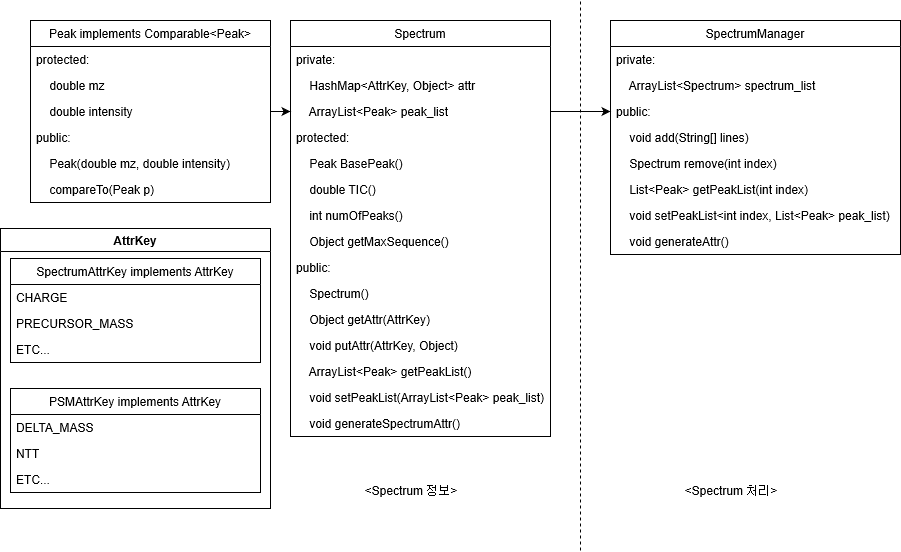 Peak implements Comparable<Peak>
protected:
double mz
double intensity
public:
Peak(double mz, double intensity)
compareTo(Peak p)
AttrKey
SpectrumAttrKey implements AttrKey
CHARGE
PRECURSOR_MASS
ETC...
PSMAttrKey implements AttrKey
DELTA_MASS
NTT
ETC...
Spectrum
private:
HashMap<AttrKey, Object> attr
ArrayList<Peak> peak_list
protected:
Peak BasePeak()
double TIC()
int numOfPeaks()
Object getMaxSequence()
public:
Spectrum()
Object getAttr(AttrKey)
void putAttr(AttrKey, Object)
ArrayList<Peak> getPeakList()
void setPeakList(ArrayList<Peak> peak_list)
void generateSpectrumAttr()
<Spectrum 정보>
SpectrumManager
private:
ArrayList<Spectrum> spectrum_list
public:
void add(String[] lines)
Spectrum remove(int index)
List<Peak> getPeakList(int index)
void setPeakList<int index, List<Peak> peak_list)
void generateAttr()
<Spectrum 처리>